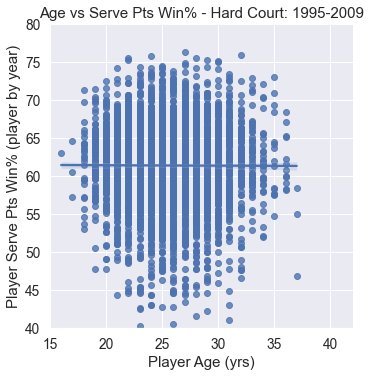 Age vs Serve Pts Win% - Hard Court: 1995-2009
80
75
70
65
60
55
50
45
40
Player Serve Pts Win% (player by year)
15 20 25 30 35 40
Player Age (yrs)